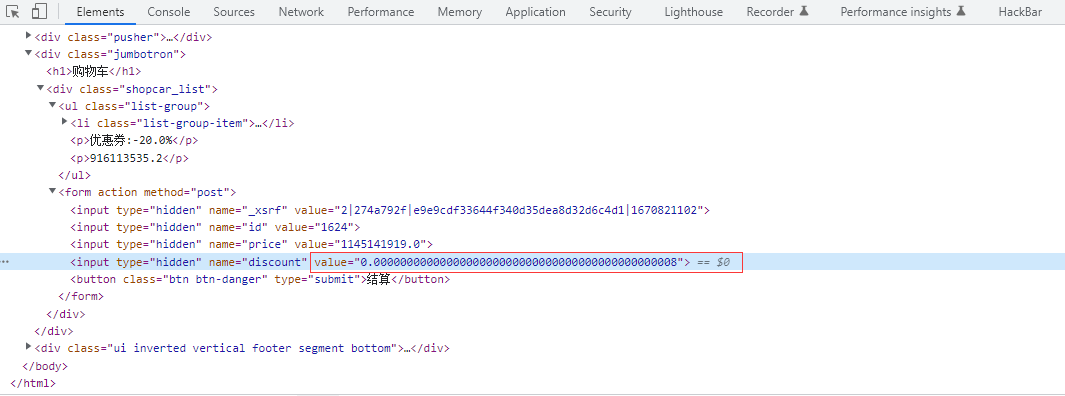 Elements Console Sources Network Performance Memory Application Security Lighthouse Recorder Performance insights HackBar
<div class="pusher">…</div>
<div class="jumbotron">
<h1>购物车</h1>
<div class="shopcar_list">
<ul class="list-group">
<li class="list-group-item">…</li>
<p>优惠券:-20.0%</p>
<p>916113535.2</p>
</ul>
<form action method="post">
<input type="hidden" name="_xsrf" value="2|274a792f|e9e9cdf33644f340d35dea8d32d6c4d1|1670821102">
<input type="hidden" name="id" value="1624">
<input type="hidden" name="price" value="1145141919.0">
<input type="hidden" name="discount" value="0.00000000000000000000000000000000000000000000008"> == $0
<button class="btn btn-danger" type="submit">结算</button>
</form>
</div>
</div>
<div class="ui inverted vertical footer segment bottom">…</div>
</body>
</html>